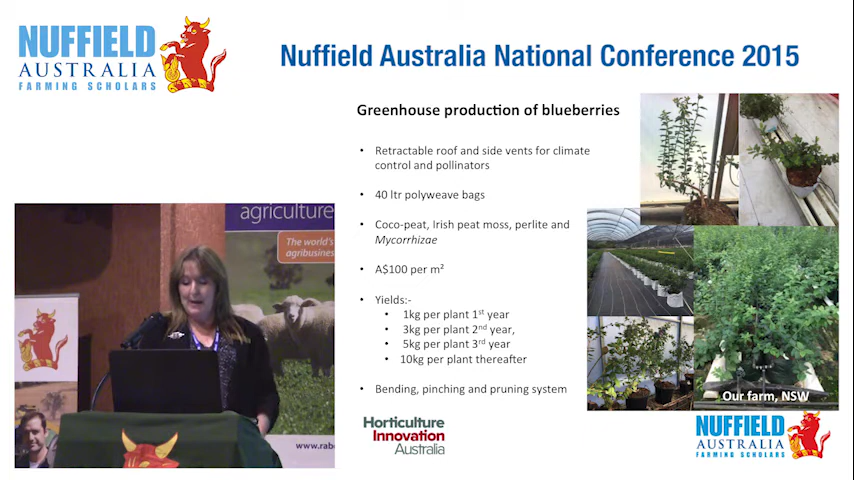 NUFFIELD
AUSTRALIA
FARMING SCHOLARS
Nuffield Australia National Conference 2015
Greenhouse production of blueberries
• Retractable roof and side vents for climate
control and pollinators
• 40 ltr polyweave bags
• Coco-peat, Irish peat moss, perlite and
Mycorrhizae
• A$100 per m²
• Yields:-
• 1kg per plant 1st year
• 3kg per plant 2nd year,
• 5kg per plant 3rd year
• 10kg per plant thereafter
• Bending, pinching and pruning system
Our farm, NSW
agriculture
The world's
agribusines
www.rab
Horticulture
Innovation
Australia
NUFFIELD
AUSTRALIA
FARMING SCHOLARS